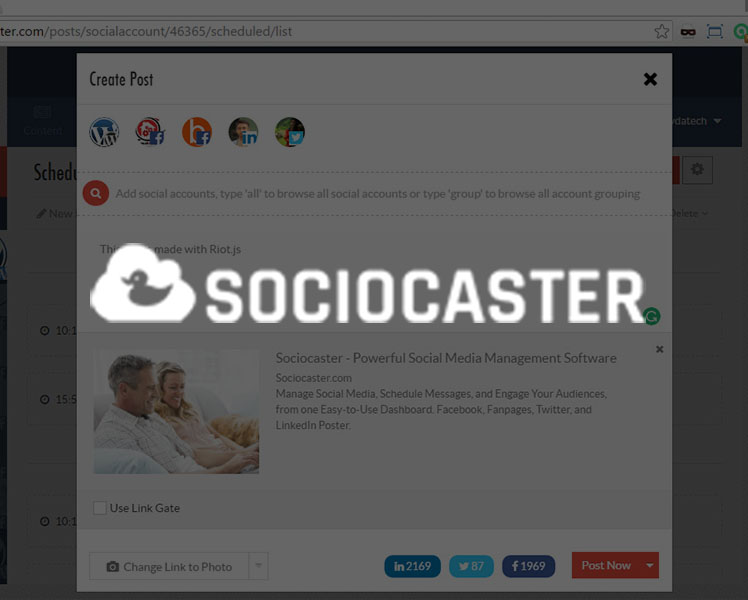 ter.com/posts/socialaccount/46365/scheduled/list
Create Post
Content
datech
Add social accounts, type 'all' to browse all social accounts or type 'group' to browse all account grouping
New
Delete
made with Riot.js
SOCIOCASTER
Sociocaster - Powerful Social Media Management Software
Sociocaster.com
Manage Social Media, Schedule Messages, and Engage Your Audiences,
from one Easy-to-Use Dashboard. Facebook, Fanpages, Twitter, and
LinkedIn Poster.
10:1
15:5
10:1
Use Link Gate
Change Link to Photo
in 2169
87
f 1969
Post Now